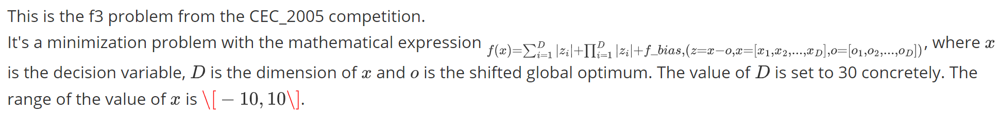 This is the f3 problem from the CEC_2005 competition.
It's a minimization problem with the mathematical expression f(x)=∑_{i=1}^{D}|z_i|+∏_{i=1}^{D}|z_i|+f_bias,(z=x−o,x=[x_1,x_2,...,x_D],o=[o_1,o_2,...,o_D]), where x
is the decision variable, D is the dimension of x and o is the shifted global optimum. The value of D is set to 30 concretely. The
range of the value of x is \[ − 10, 10\].